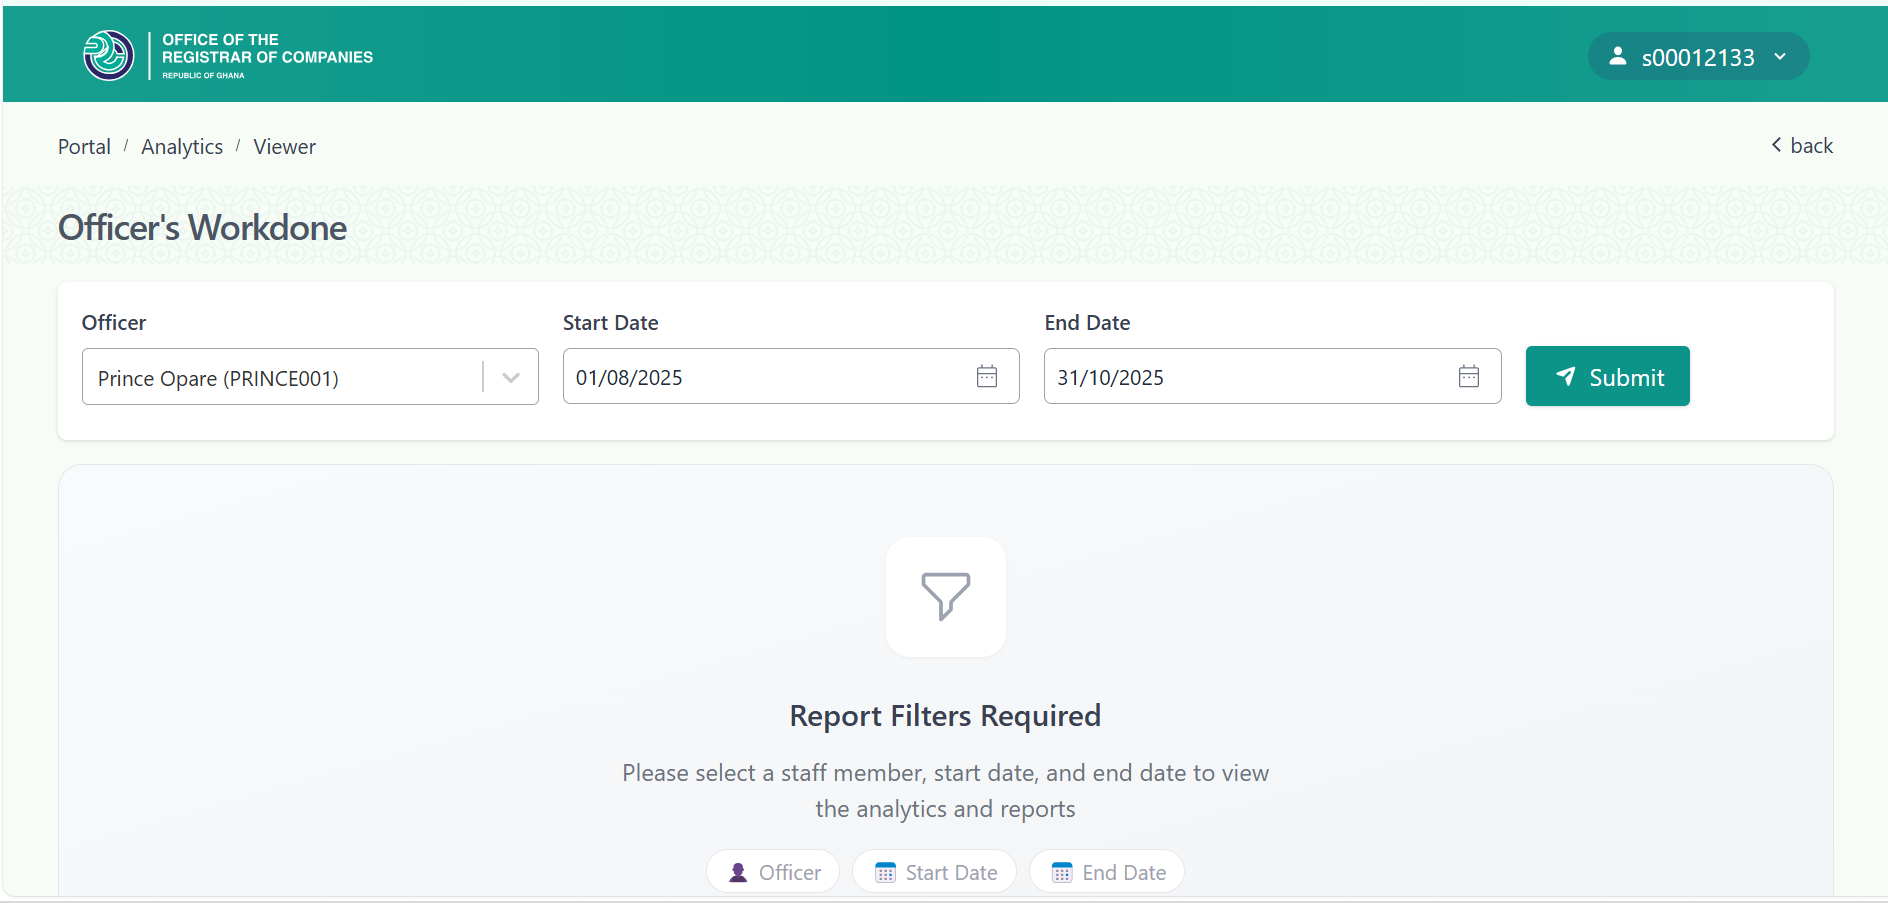 OFFICE OF THE
REGISTRAR OF COMPANIES
REPUBLIC OF GHANA
s00012133
Portal / Analytics / Viewer
back
Officer's Workdone
Officer
Start Date
End Date
Prince Opare (PRINCE001)
01/08/2025
31/10/2025
Submit
Report Filters Required
Please select a staff member, start date, and end date to view
the analytics and reports
Officer
Start Date
End Date